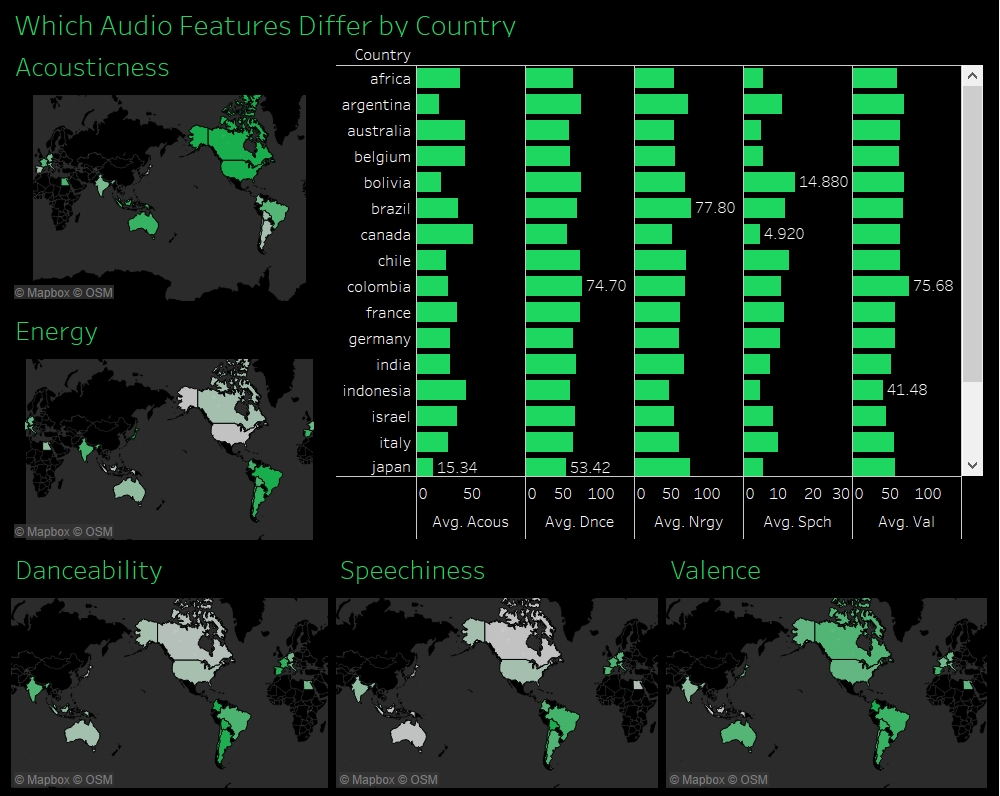 Which Audio Features Differ by Country
Acousticness
© Mapbox © OSM
Energy
© Mapbox © OSM
Country
africa
argentina
australia
belgium
bolivia 14.880
brazil 77.80
canada 4.920
chile
colombia 74.70 75.68
france
germany
india
indonesia 41.48
israel
italy
japan 15.34 53.42
0 50 0 50 100 0 50 100 0 10 20 30 0 50 100
Avg. Acous Avg. Dnce Avg. Nrgy Avg. Spch Avg. Val
Danceability
© Mapbox © OSM
Speechiness
© Mapbox © OSM
Valence
© Mapbox © OSM